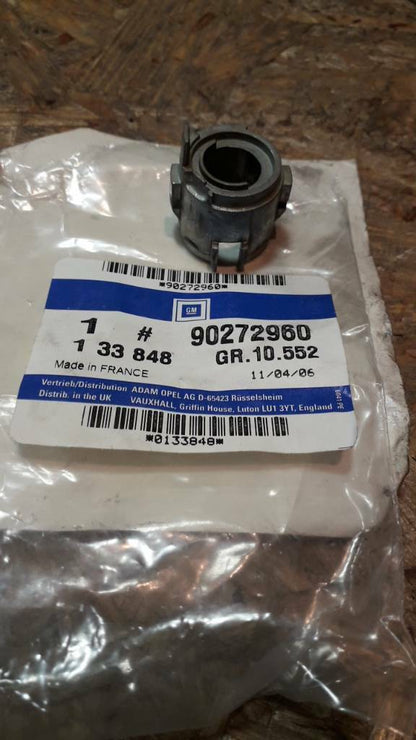 *90272960*
GM
1 # 90272960
1 33 848 GR.10.552
Made in FRANCE 11/04/06
Vertrieb/Distribution ADAM OPEL AG D-65423 Rüsselsheim
Distrib. in the UK VAUXHALL, Griffin House, Luton LU1 3YT, England
*0133848*